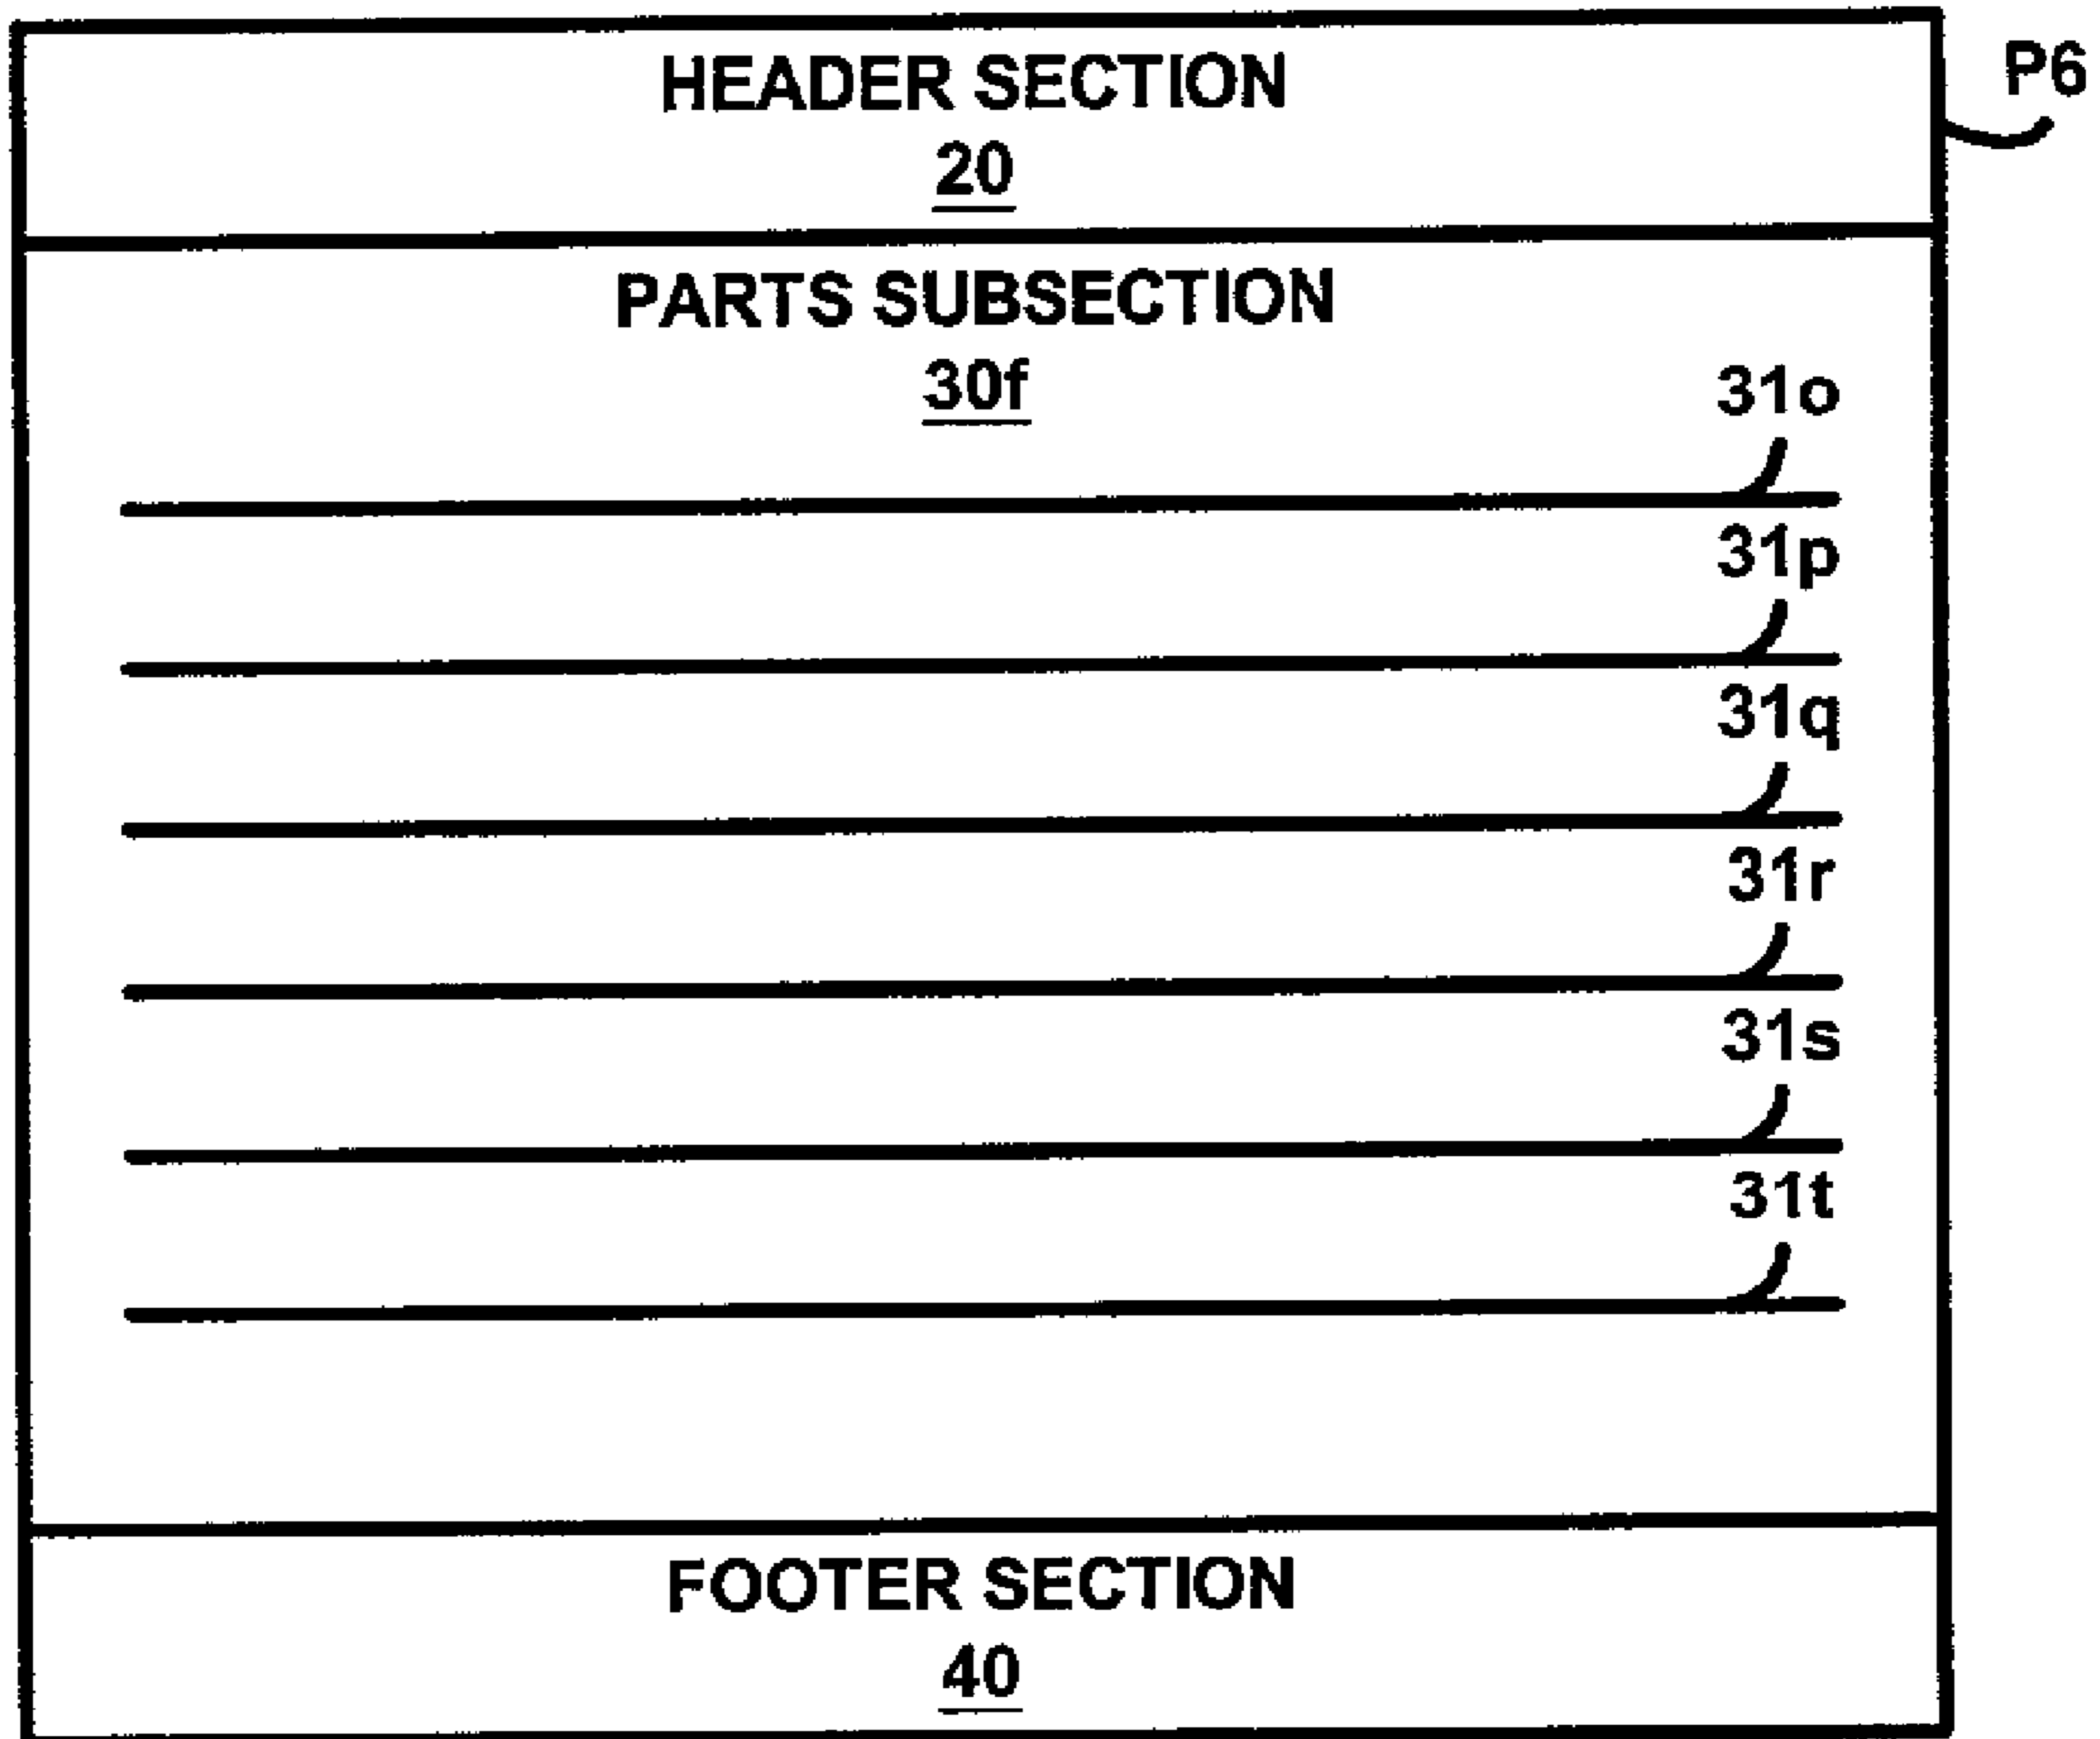 HEADER SECTION
P6
20
PARTS SUBSECTION
30f
31o
31p
31q
31r
31s
31t
FOOTER SECTION
40